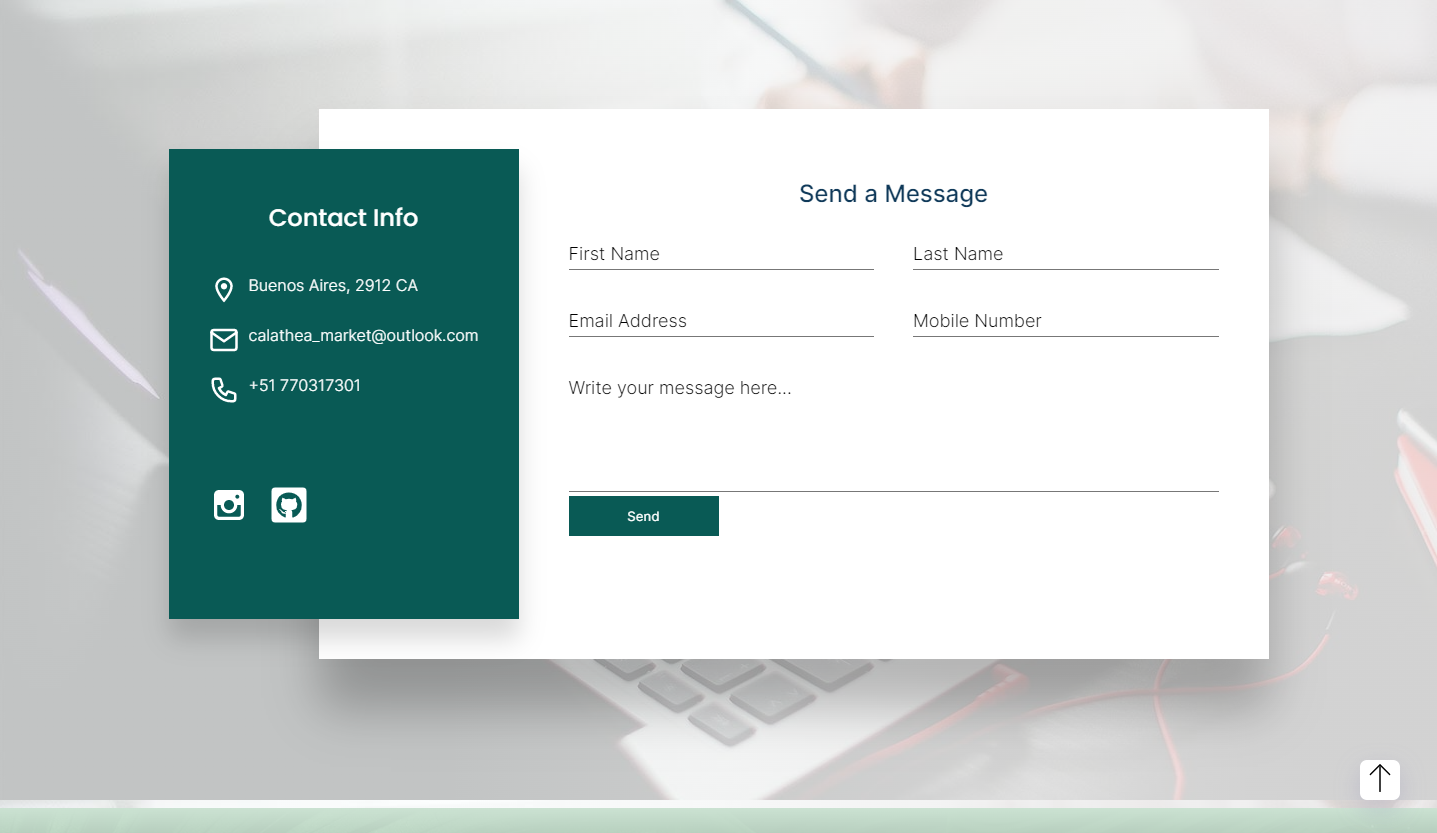 Contact Info
Buenos Aires, 2912 CA
calathea_market@outlook.com
+51 770317301
Send a Message
First Name
Last Name
Email Address
Mobile Number
Write your message here...
Send